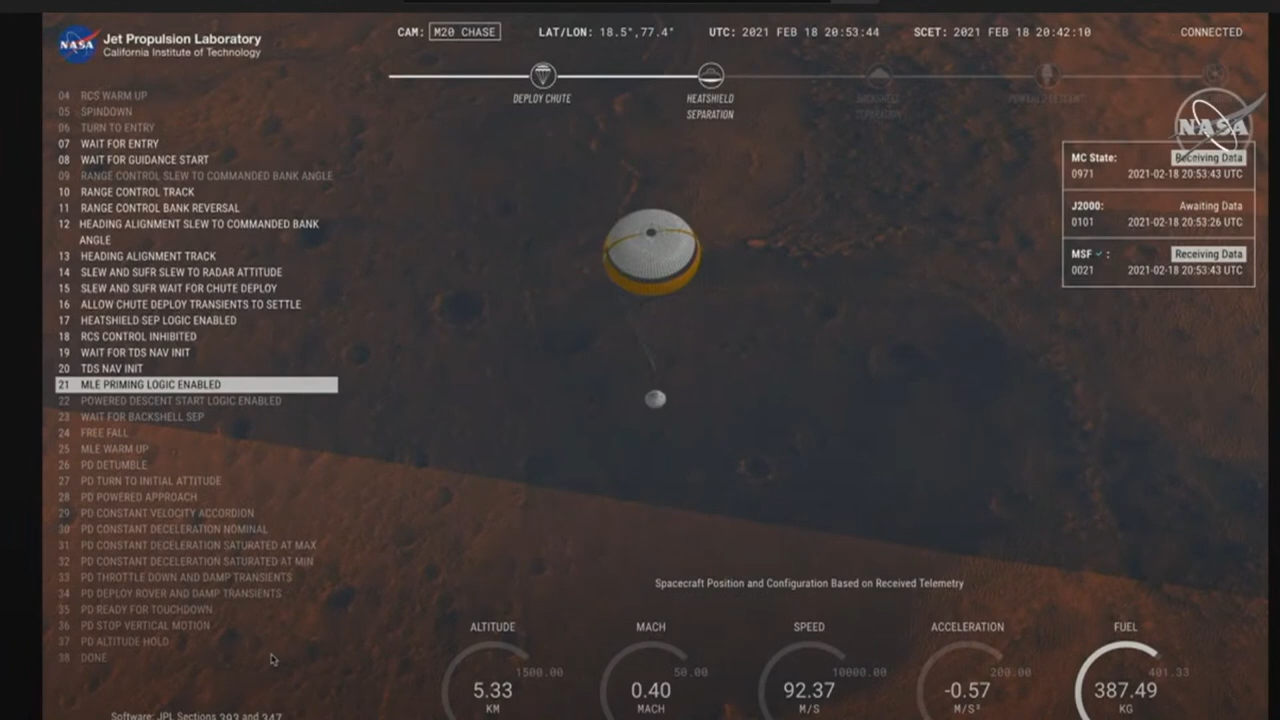 NASA
Jet Propulsion Laboratory
California Institute of Technology
CAM: M20 CHASE LAT/LON: 18.5°,77.4° UTC: 2021 FEB 18 20:53:44 SCET: 2021 FEB 18 20:42:10 CONNECTED
DEPLOY CHUTE
HEATSHIELD
SEPARATION
BACKSHELL
SEPARATION
POWERED DESCENT
NASA
MC State: Receiving Data
0971 2021-02-18 20:53:43 UTC
J2000: Awaiting Data
0101 2021-02-18 20:53:26 UTC
MSF ✓ : Receiving Data
0021 2021-02-18 20:53:43 UTC
04 RCS WARM UP
05 SPINDOWN
06 TURN TO ENTRY
07 WAIT FOR ENTRY
08 WAIT FOR GUIDANCE START
09 RANGE CONTROL SLEW TO COMMANDED BANK ANGLE
10 RANGE CONTROL TRACK
11 RANGE CONTROL BANK REVERSAL
12 HEADING ALIGNMENT SLEW TO COMMANDED BANK
ANGLE
13 HEADING ALIGNMENT TRACK
14 SLEW AND SUFR SLEW TO RADAR ATTITUDE
15 SLEW AND SUFR WAIT FOR CHUTE DEPLOY
16 ALLOW CHUTE DEPLOY TRANSIENTS TO SETTLE
17 HEATSHIELD SEP LOGIC ENABLED
18 RCS CONTROL INHIBITED
19 WAIT FOR TDS NAV INIT
20 TDS NAV INIT
21 MLE PRIMING LOGIC ENABLED
22 POWERED DESCENT START LOGIC ENABLED
23 WAIT FOR BACKSHELL SEP
24 FREE FALL
25 MLE WARM UP
26 PD DETUMBLE
27 PD TURN TO INITIAL ATTITUDE
28 PD POWERED APPROACH
29 PD CONSTANT VELOCITY ACCORDION
30 PD CONSTANT DECELERATION NOMINAL
31 PD CONSTANT DECELERATION SATURATED AT MAX
32 PD CONSTANT DECELERATION SATURATED AT MIN
33 PD THROTTLE DOWN AND DAMP TRANSIENTS
34 PD DEPLOY ROVER AND DAMP TRANSIENTS
35 PD READY FOR TOUCHDOWN
36 PD STOP VERTICAL MOTION
37 PD ALTITUDE HOLD
38 DONE
Spacecraft Position and Configuration Based on Received Telemetry
ALTITUDE MACH SPEED ACCELERATION FUEL
1500.00 50.00 10000.00 200.00 401.33
5.33 0.40 92.37 -0.57 387.49
KM MACH M/S M/S² KG
Software: JPL Sections 393 and 347